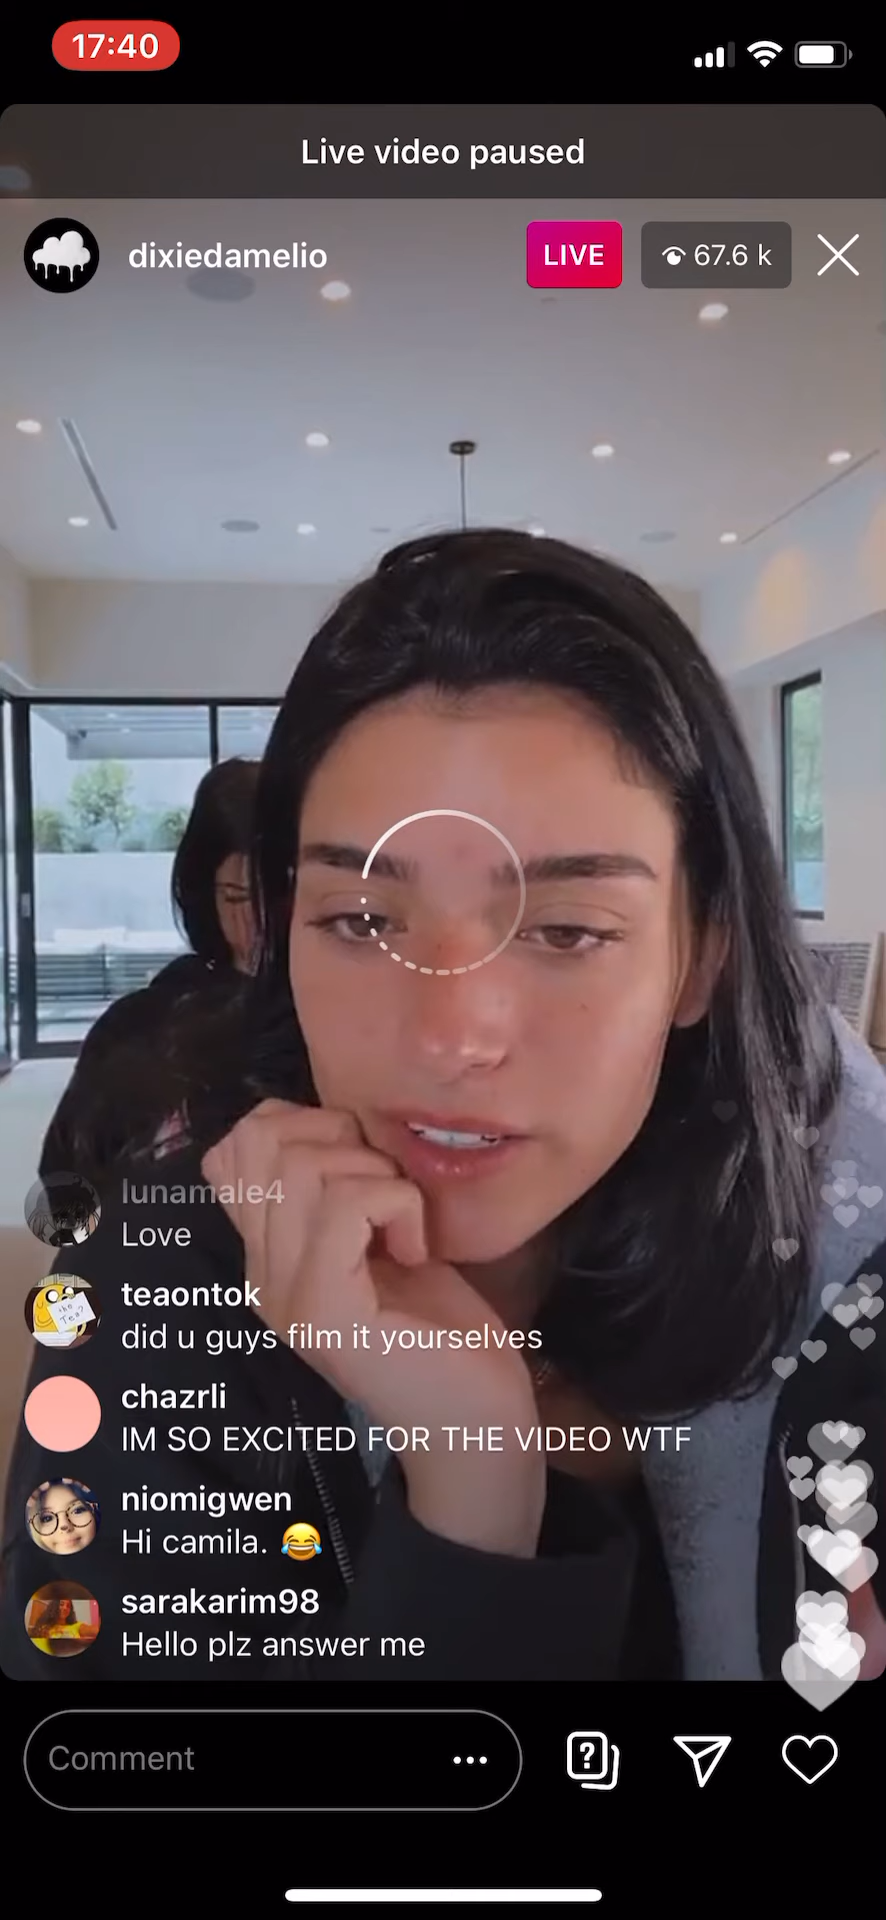 17:40
Live video paused
dixiedamelio
LIVE
67.6 k
lunamale4
Love
teaontok
did u guys film it yourselves
chazrli
IM SO EXCITED FOR THE VIDEO WTF
niomigwen
Hi camila. 😂
sarakarim98
Hello plz answer me
Comment